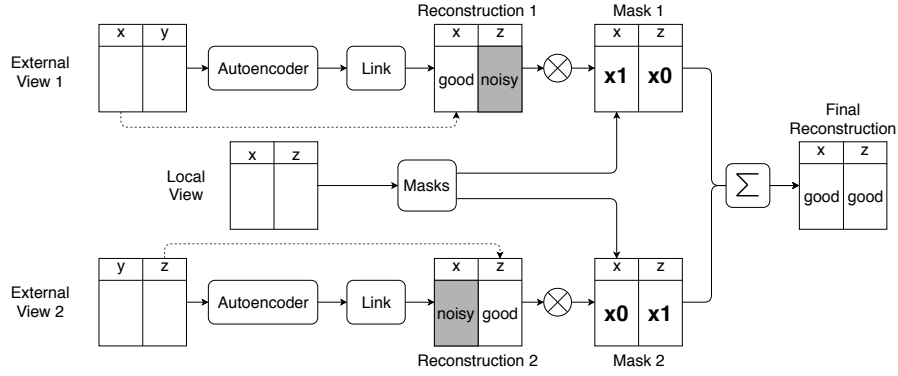 Reconstruction 1
Mask 1
x y
x z
x z
External
View 1
Autoencoder
Link
good noisy
x1 x0
Final
Reconstruction
x z
x z
Local
View
Masks
Σ
good good
y z
x z
x z
External
View 2
Autoencoder
Link
noisy good
x0 x1
Reconstruction 2
Mask 2